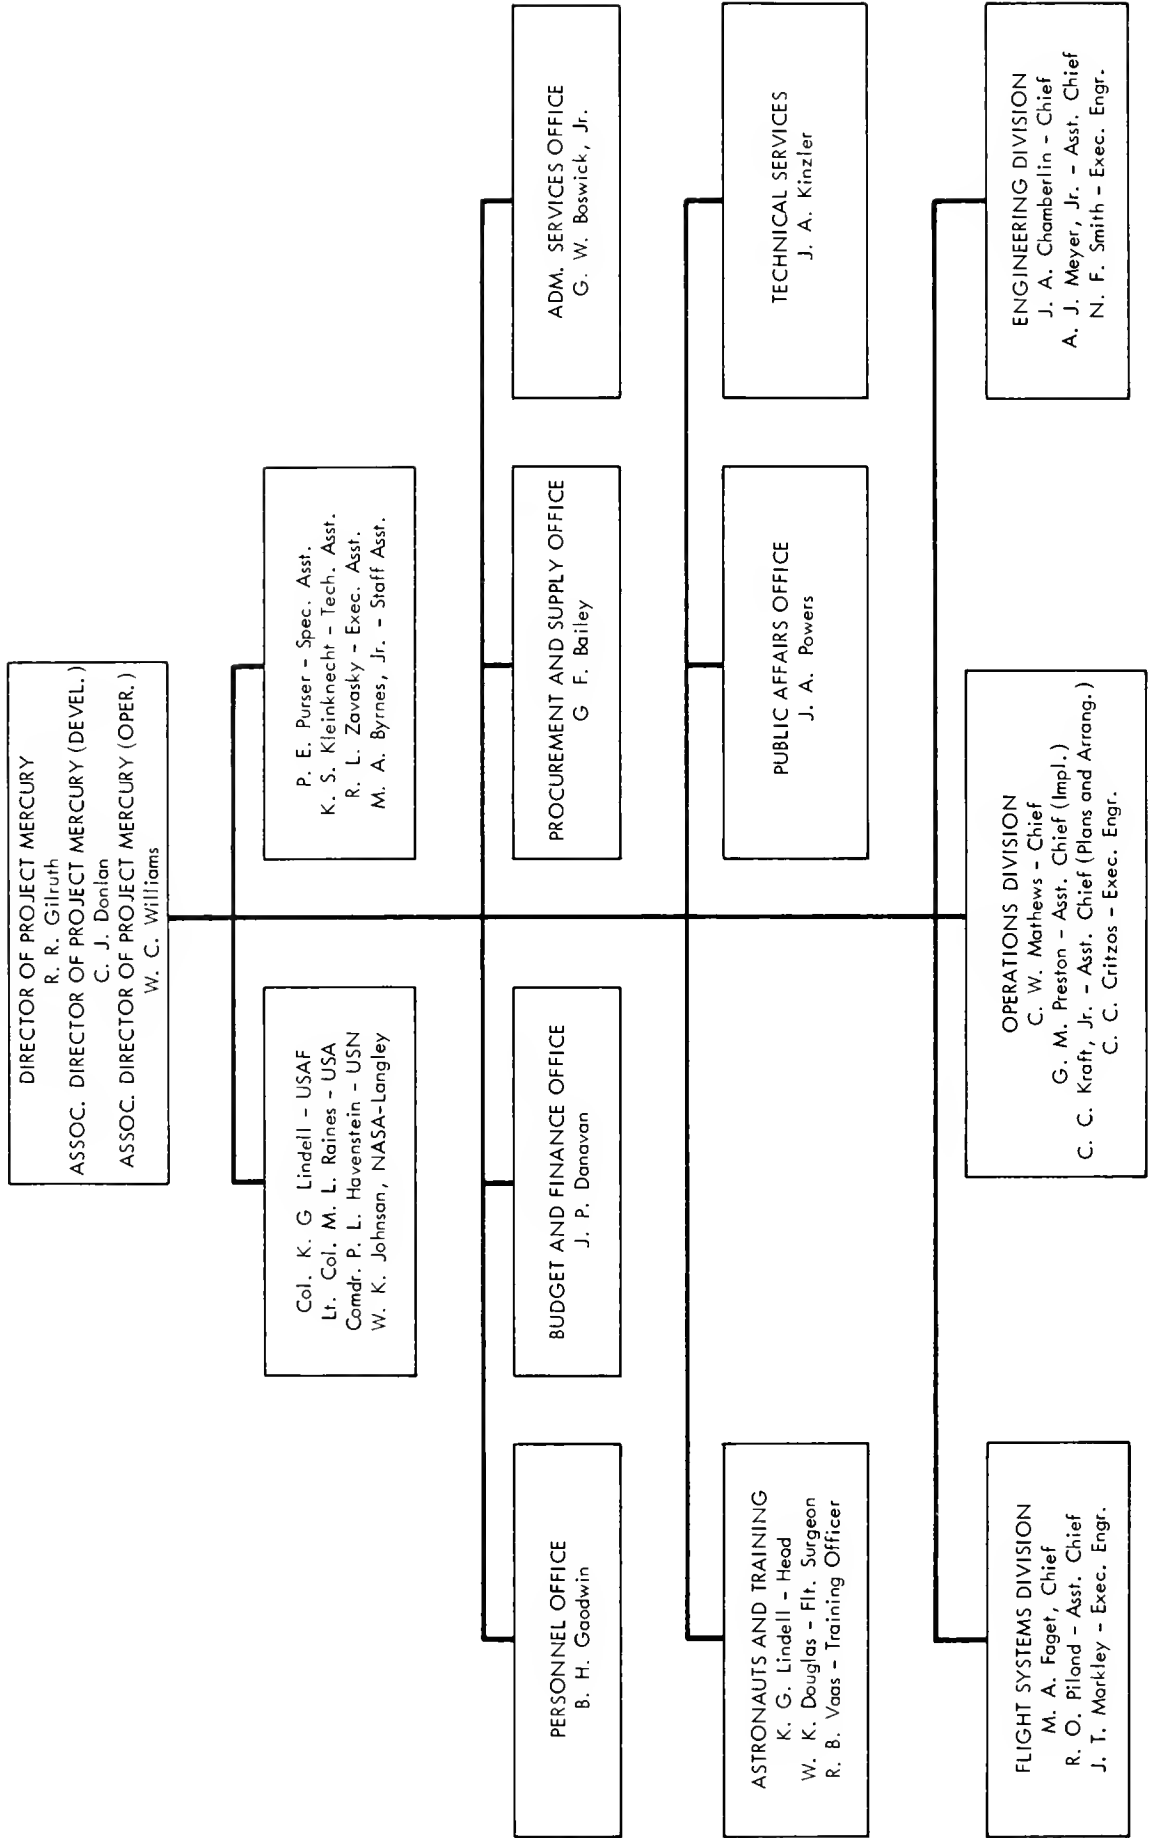 DIRECTOR OF PROJECT MERCURY
R. R. Gilruth
ASSOC. DIRECTOR OF PROJECT MERCURY (DEVEL.)
C. J. Donlan
ASSOC. DIRECTOR OF PROJECT MERCURY (OPER.)
W. C. Williams
Col. K. G Lindell - USAF
Lt. Col. M. L. Raines - USA
Comdr. P. L. Havenstein - USN
W. K. Johnsan, NASA-Langley
P. E. Purser - Spec. Asst.
K. S. Kleinknecht - Tech. Asst.
R. L. Zavasky - Exec. Asst.
M. A. Byrnes, Jr. - Staff Asst.
PERSONNEL OFFICE
B. H. Gaodwin
BUDGET AND FINANCE OFFICE
J. P. Danavan
PROCUREMENT AND SUPPLY OFFICE
G F. Bailey
ADM. SERVICES OFFICE
G. W. Boswick, Jr.
ASTRONAUTS AND TRAINING
K. G. Lindell - Head
W. K. Douglas - Flt. Surgeon
R. B. Vaas - Training Officer
PUBLIC AFFAIRS OFFICE
J. A. Powers
TECHNICAL SERVICES
J. A. Kinzler
FLIGHT SYSTEMS DIVISION
M. A. Faget, Chief
R. O. Piland - Asst. Chief
J. T. Markley - Exec. Engr.
OPERATIONS DIVISION
C. W. Mathews - Chief
G. M. Preston - Asst. Chief (Impl.)
C. C. Kraft, Jr. - Asst. Chief (Plans and Arrang.)
C. C. Critzos - Exec. Engr.
ENGINEERING DIVISION
J. A. Chamberlin - Chief
A. J. Meyer, Jr. - Asst. Chief
N. F. Smith - Exec. Engr.